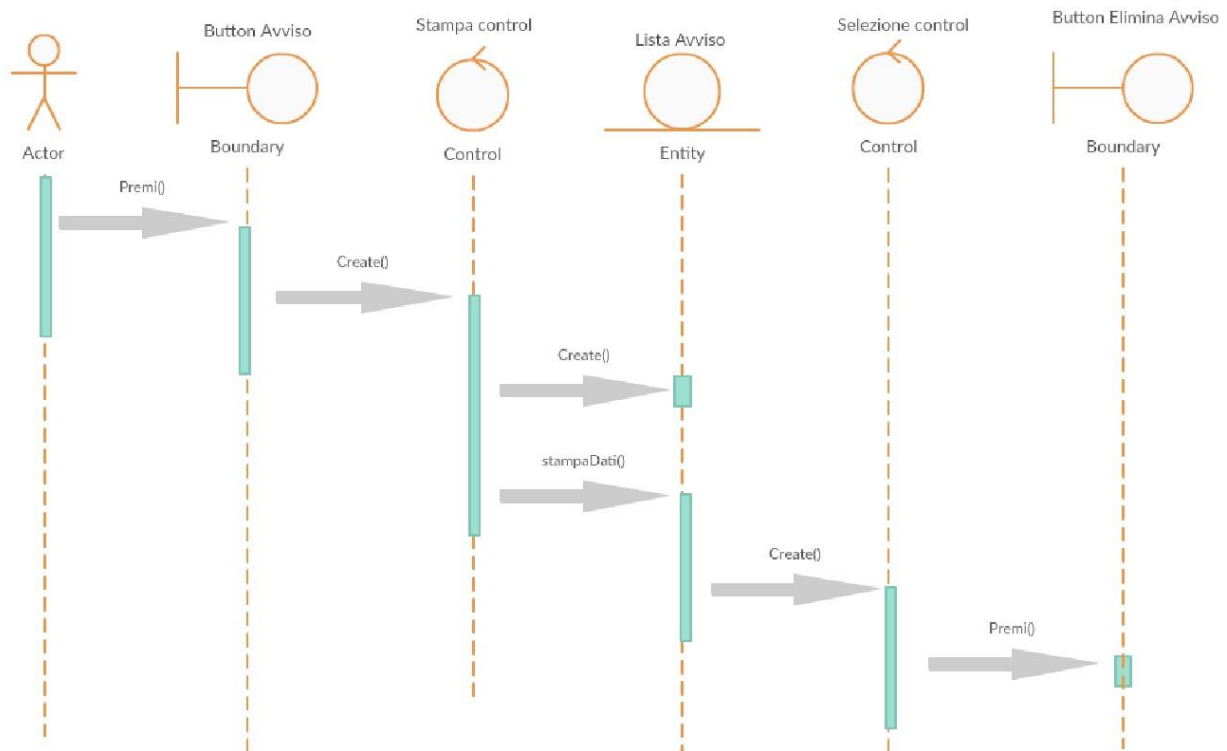 Button Avviso
Stampa control
Lista Avviso
Selezione control
Button Elimina Avviso
Actor
Boundary
Control
Entity
Control
Boundary
Premi()
Create()
Create()
stampaDati()
Create()
Premi()